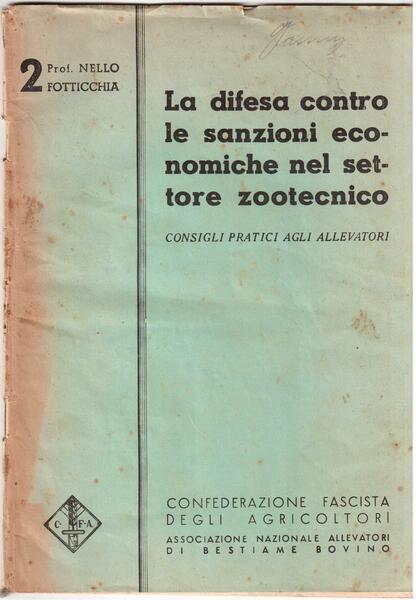 2 Prof. NELLO
FOTTICCHIA
La difesa contro
le sanzioni eco-
nomiche nel set-
tore zootecnico
CONSIGLI PRATICI AGLI ALLEVATORI
C·F·A
CONFEDERAZIONE FASCISTA
DEGLI AGRICOLTORI
ASSOCIAZIONE NAZIONALE ALLEVATORI
DI BESTIAME BOVINO